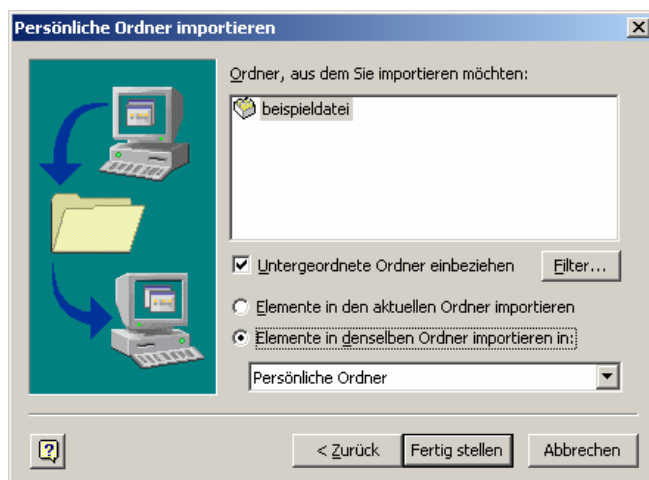 Persönliche Ordner importieren
Ordner, aus dem Sie importieren möchten:
beispieldatei
Untergeordnete Ordner einbeziehen
Filter...
Elemente in den aktuellen Ordner importieren
Elemente in denselben Ordner importieren in:
Persönliche Ordner
< Zurück
Fertig stellen
Abbrechen